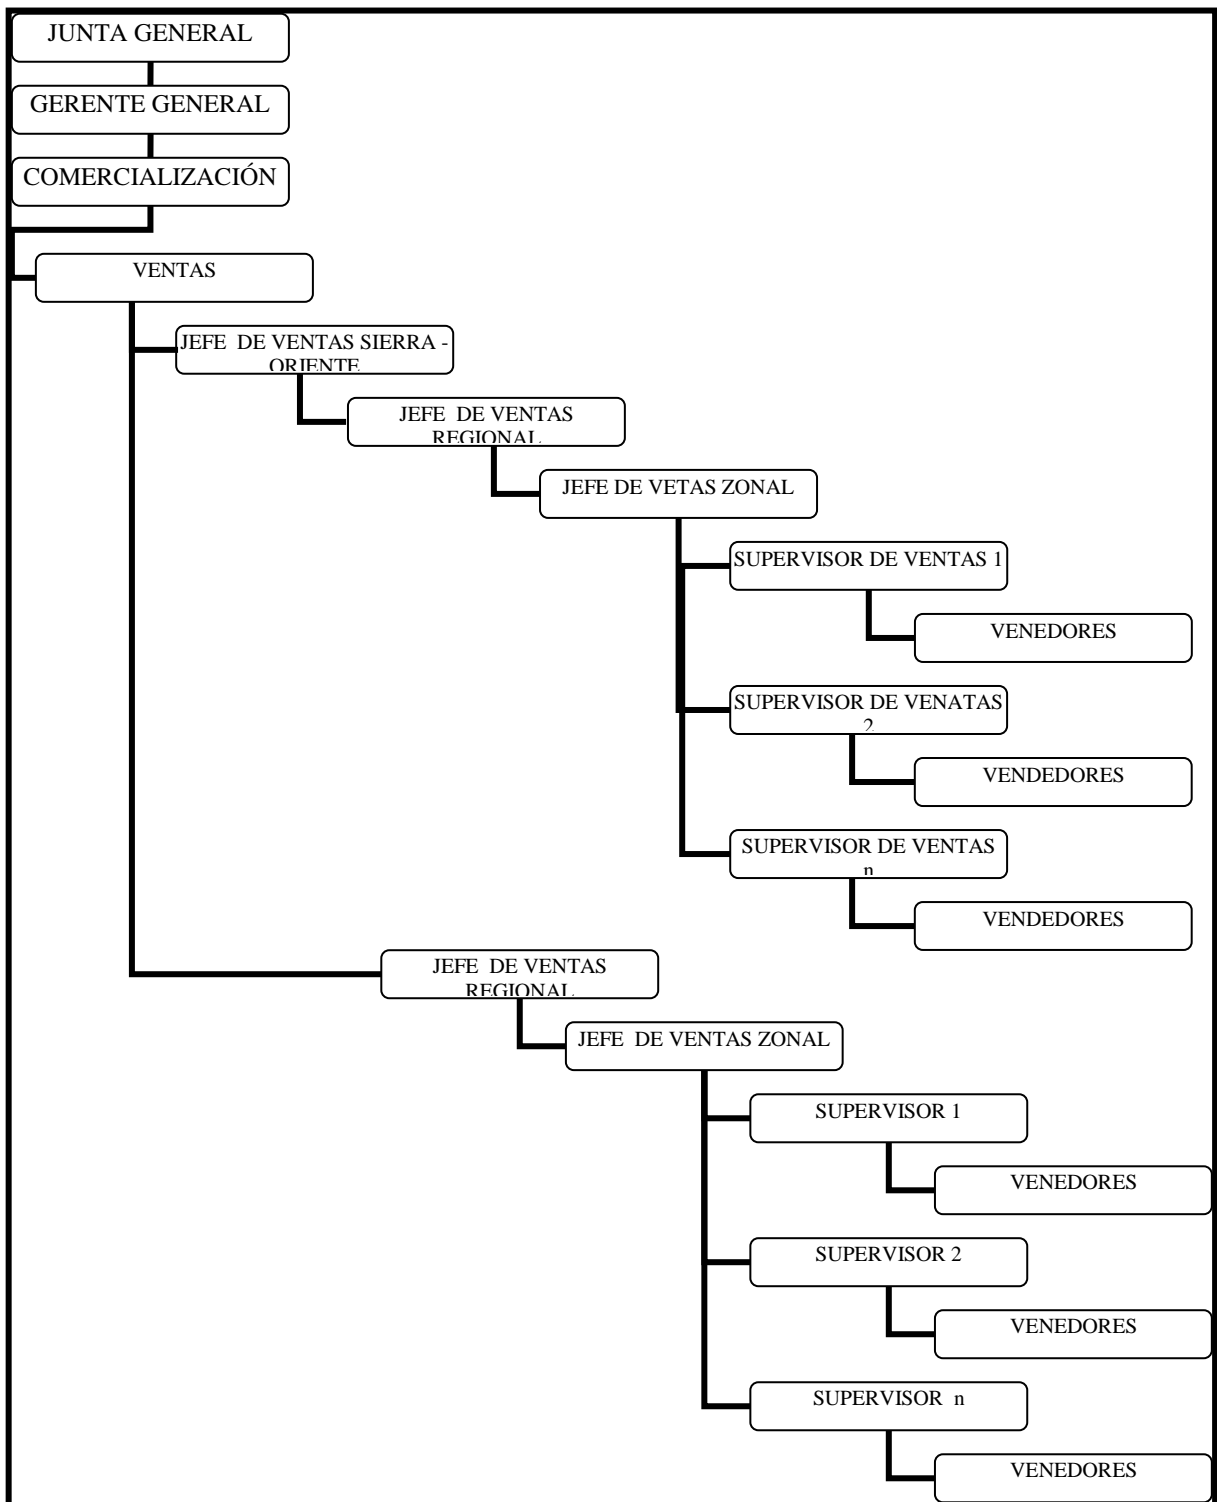 JUNTA GENERAL
GERENTE GENERAL
COMERCIALIZACIÓN
VENTAS
JEFE DE VENTAS SIERRA -
ORIENTE
JEFE DE VENTAS
REGIONAL
JEFE DE VETAS ZONAL
SUPERVISOR DE VENTAS 1
VENEDORES
SUPERVISOR DE VENATAS
2
VENDEDORES
SUPERVISOR DE VENTAS
n
VENDEDORES
JEFE DE VENTAS
REGIONAL
JEFE DE VENTAS ZONAL
SUPERVISOR 1
VENEDORES
SUPERVISOR 2
VENEDORES
SUPERVISOR n
VENEDORES